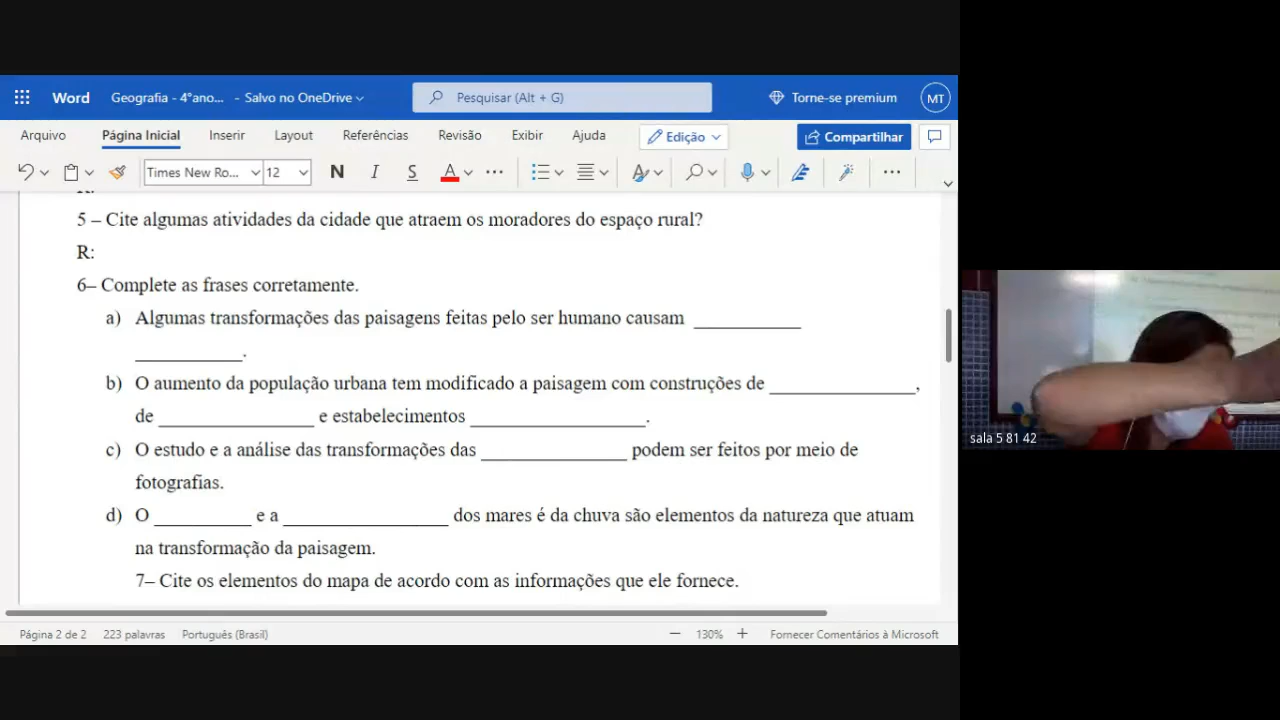 Word Geografia - 4°ano... - Salvo no OneDrive Pesquisar (Alt + G) Torne-se premium MT
Arquivo Página Inicial Inserir Layout Referências Revisão Exibir Ajuda Edição Compartilhar
Times New Ro... 12 N I S A ...
5 – Cite algumas atividades da cidade que atraem os moradores do espaço rural?
R:
6– Complete as frases corretamente.
a) Algumas transformações das paisagens feitas pelo ser humano causam ___________
___________.
b) O aumento da população urbana tem modificado a paisagem com construções de _______________,
de ________________ e estabelecimentos __________________.
c) O estudo e a análise das transformações das _______________ podem ser feitos por meio de
fotografias.
d) O __________ e a _________________ dos mares é da chuva são elementos da natureza que atuam
na transformação da paisagem.
7– Cite os elementos do mapa de acordo com as informações que ele fornece.
Página 2 de 2 223 palavras Português (Brasil) 130% Fornecer Comentários à Microsoft
sala 5 81 42